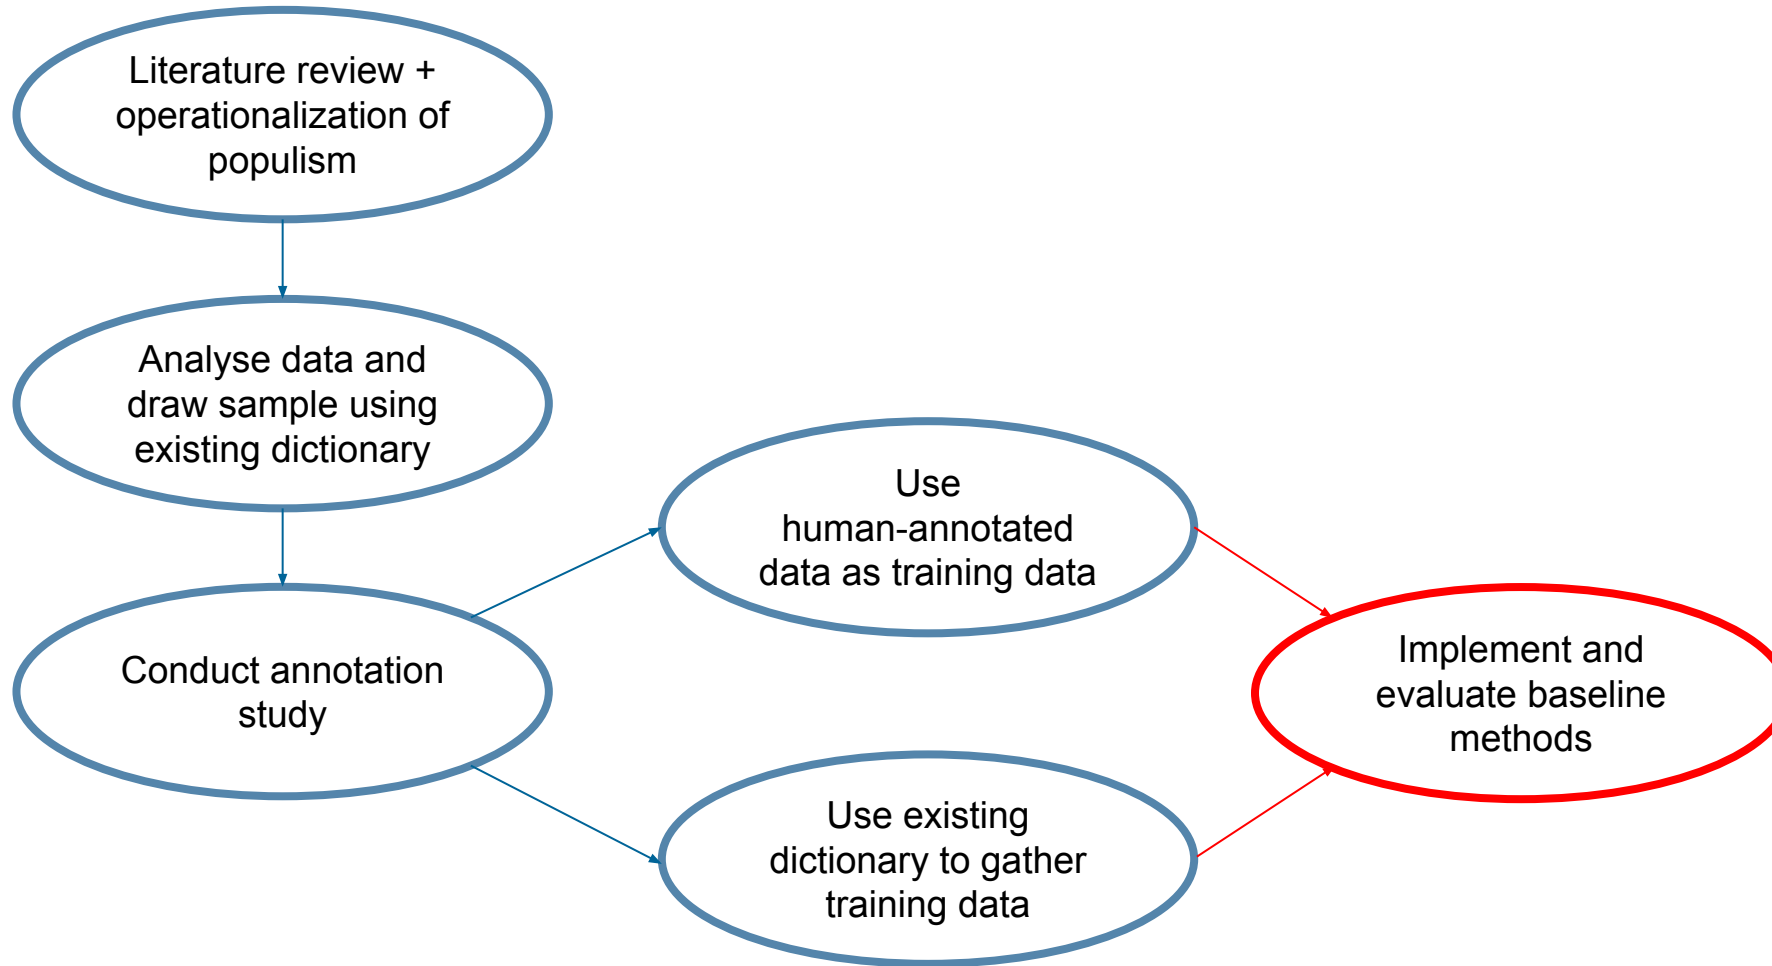 Literature review +
operationalization of
populism
Analyse data and
draw sample using
existing dictionary
Conduct annotation
study
Use
human-annotated
data as training data
Use existing
dictionary to gather
training data
Implement and
evaluate baseline
methods